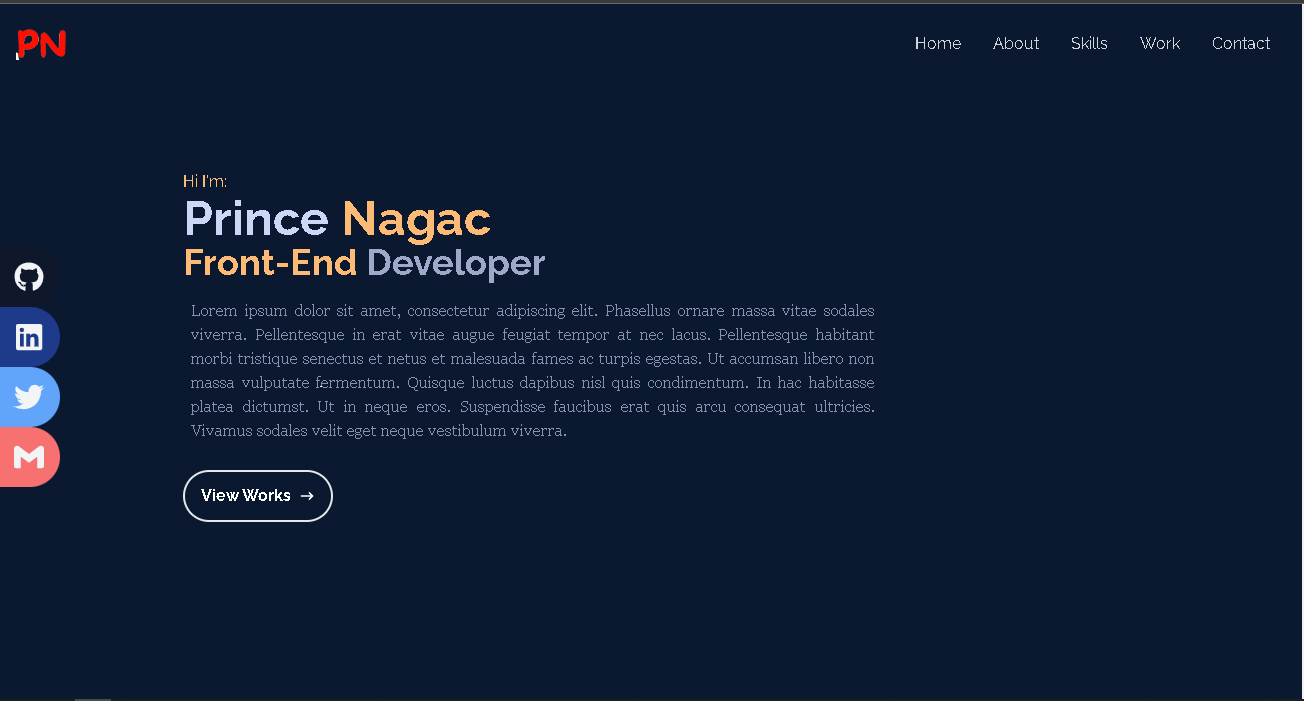 PN
Home About Skills Work Contact
Hi I'm:
Prince Nagac
Front-End Developer
Lorem ipsum dolor sit amet, consectetur adipiscing elit. Phasellus ornare massa vitae sodales
viverra. Pellentesque in erat vitae augue feugiat tempor at nec lacus. Pellentesque habitant
morbi tristique senectus et netus et malesuada fames ac turpis egestas. Ut accumsan libero non
massa vulputate fermentum. Quisque luctus dapibus nisl quis condimentum. In hac habitasse
platea dictumst. Ut in neque eros. Suspendisse faucibus erat quis arcu consequat ultricies.
Vivamus sodales velit eget neque vestibulum viverra.
in
View Works →